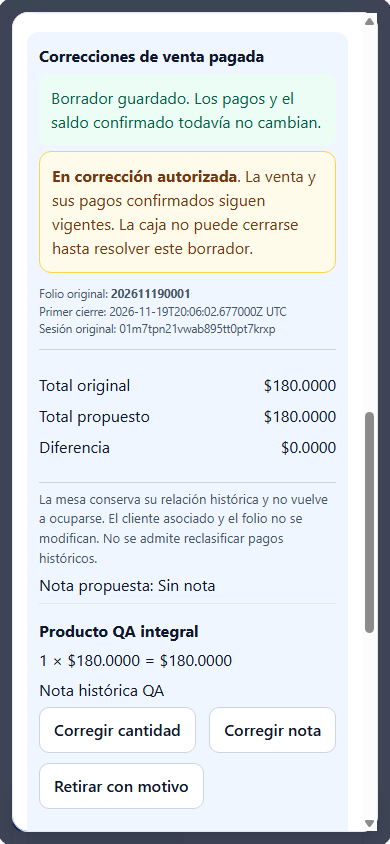 Correcciones de venta pagada
Borrador guardado. Los pagos y el
saldo confirmado todavía no cambian.
En corrección autorizada. La venta y
sus pagos confirmados siguen
vigentes. La caja no puede cerrarse
hasta resolver este borrador.
Folio original: 202611190001
Primer cierre: 2026-11-19T20:06:02.677000Z UTC
Sesión original: 01m7tpn21vwab895tt0pt7krxp
Total original $180.0000
Total propuesto $180.0000
Diferencia $0.0000
La mesa conserva su relación histórica y no vuelve
a ocuparse. El cliente asociado y el folio no se
modifican. No se admite reclasificar pagos
históricos.
Nota propuesta: Sin nota
Producto QA integral
1 × $180.0000 = $180.0000
Nota histórica QA
Corregir cantidad Corregir nota
Retirar con motivo